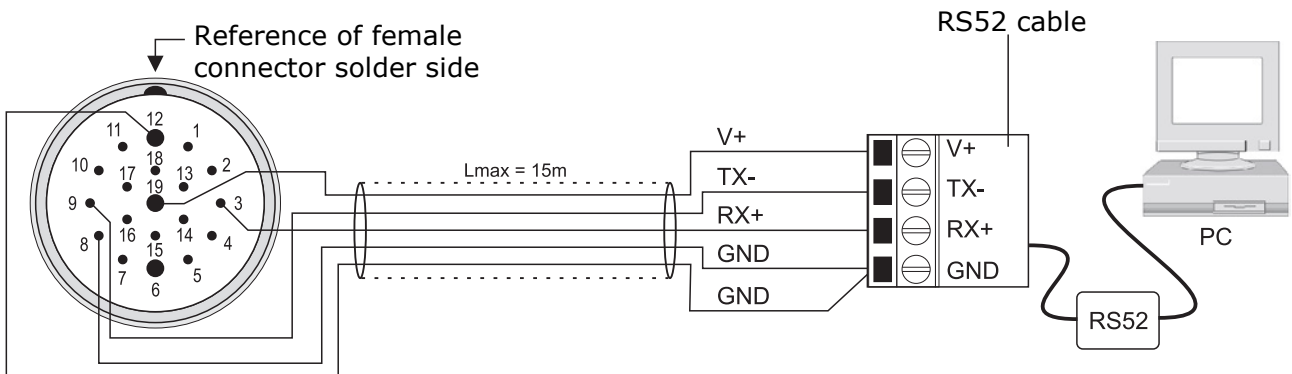 Reference of female
connector solder side
RS52 cable
12
11
1
10
18
2
17
13
19
9
3
16
14
8
15
4
7
5
6
Lmax = 15m
V+
TX-
RX+
GND
GND
V+
TX-
RX+
GND
RS52
PC